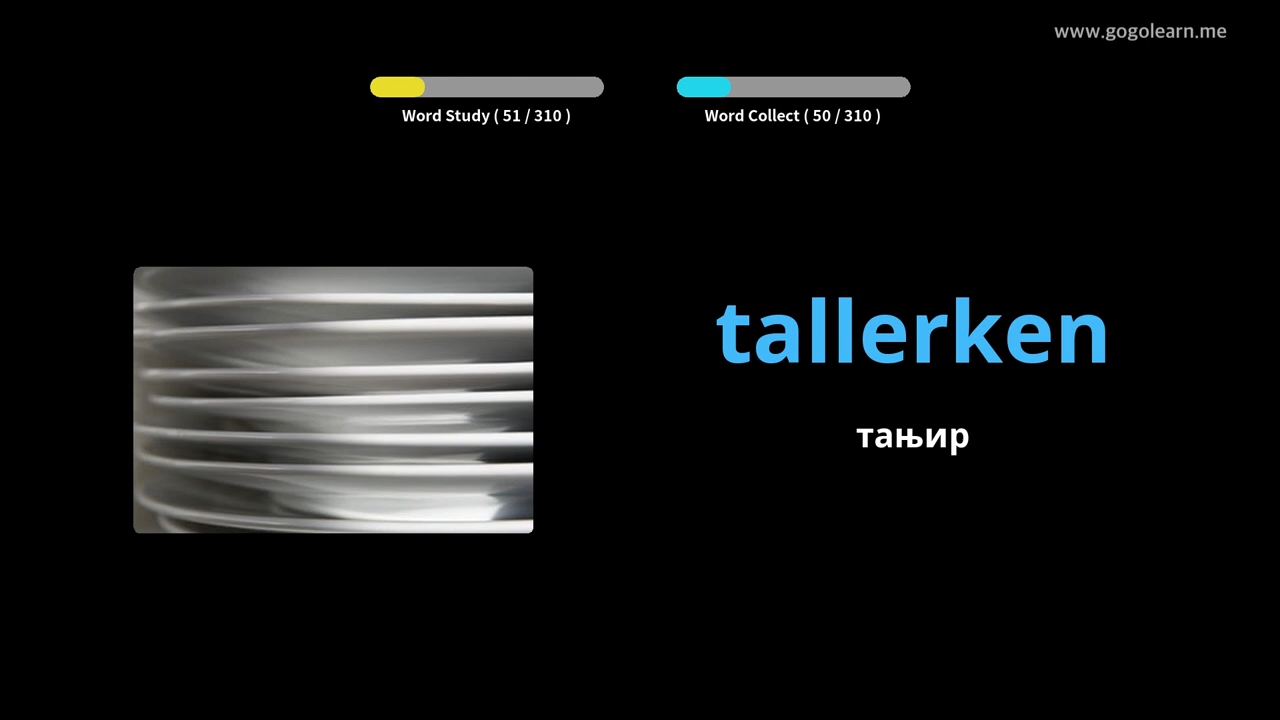 www.gogolearn.me
Word Study ( 51 / 310 )
Word Collect ( 50 / 310 )
tallerken
тањир